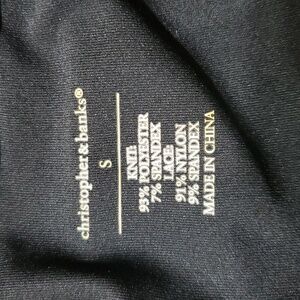 christopher & banks®
S
KNIT:
93% POLYESTER
7% SPANDEX
LACE:
91% NYLON
9% SPANDEX
MADE IN CHINA